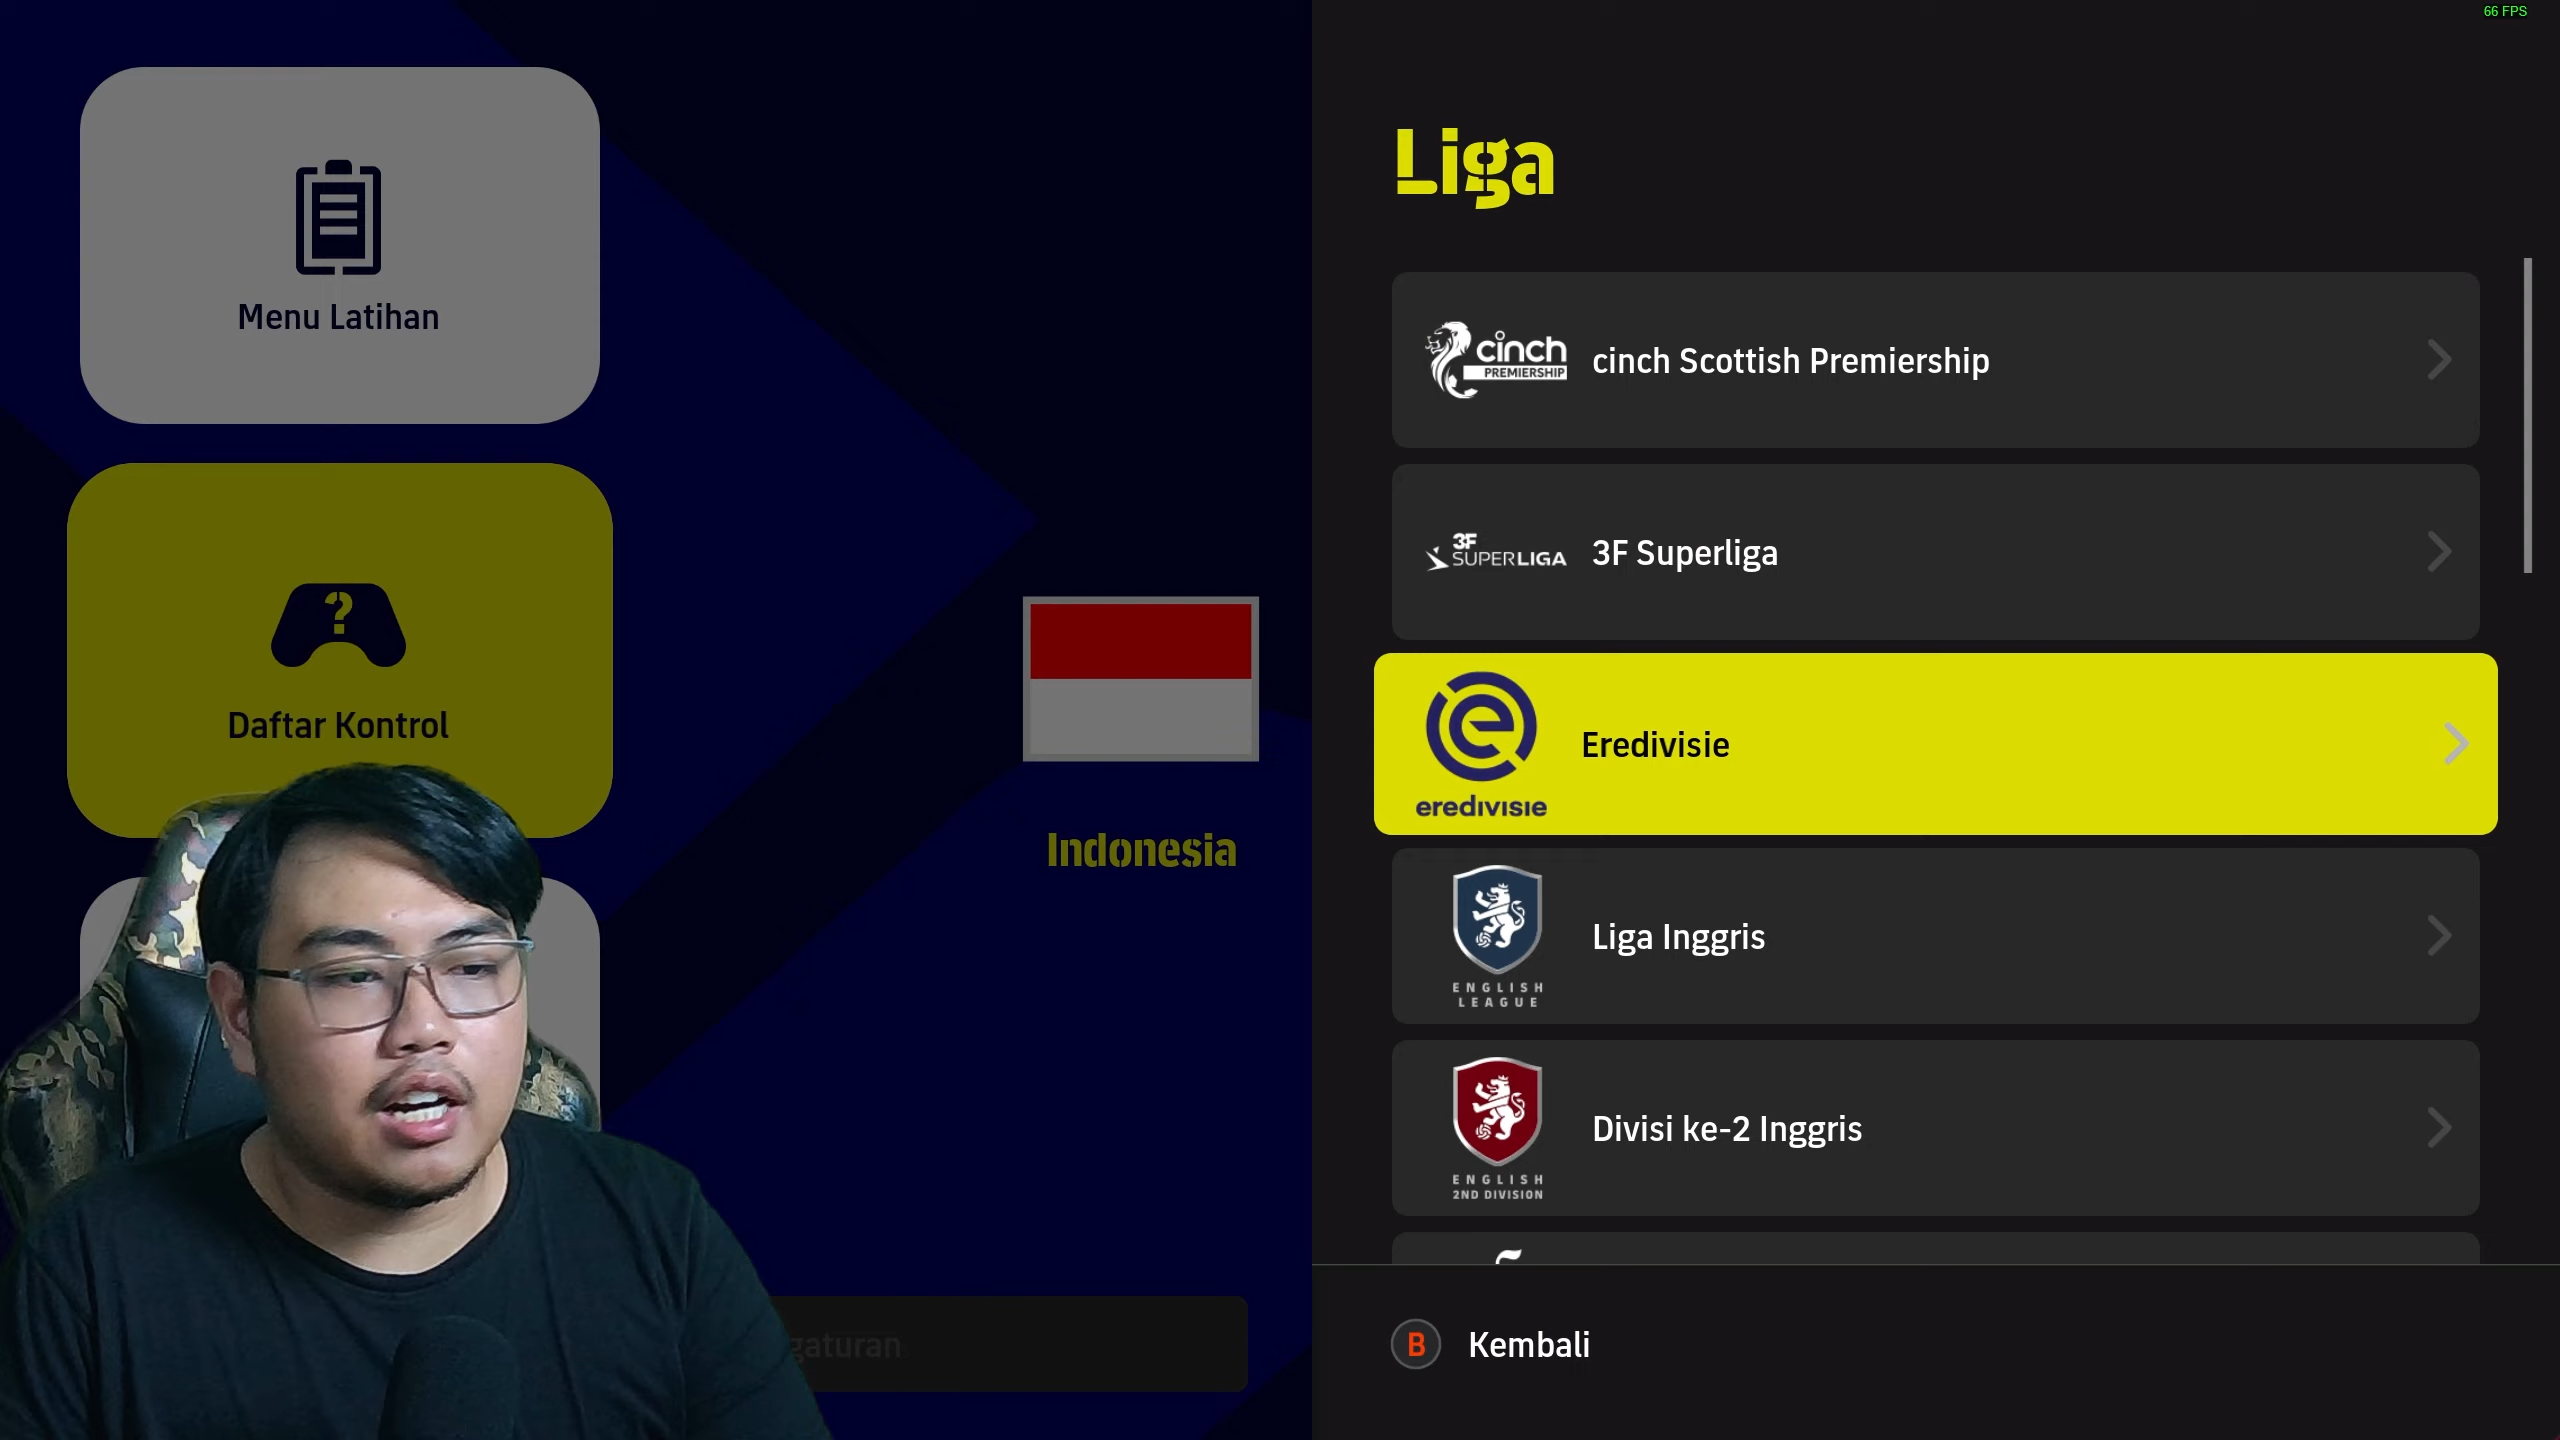 66 FPS
Menu Latihan
?
Daftar Kontrol
Indonesia
gaturan
Liga
cinch
PREMIERSHIP
cinch Scottish Premiership
3F
SUPERLIGA
3F Superliga
eredivisie
Eredivisie
ENGLISH
LEAGUE
Liga Inggris
ENGLISH
2ND DIVISION
Divisi ke-2 Inggris
B
Kembali